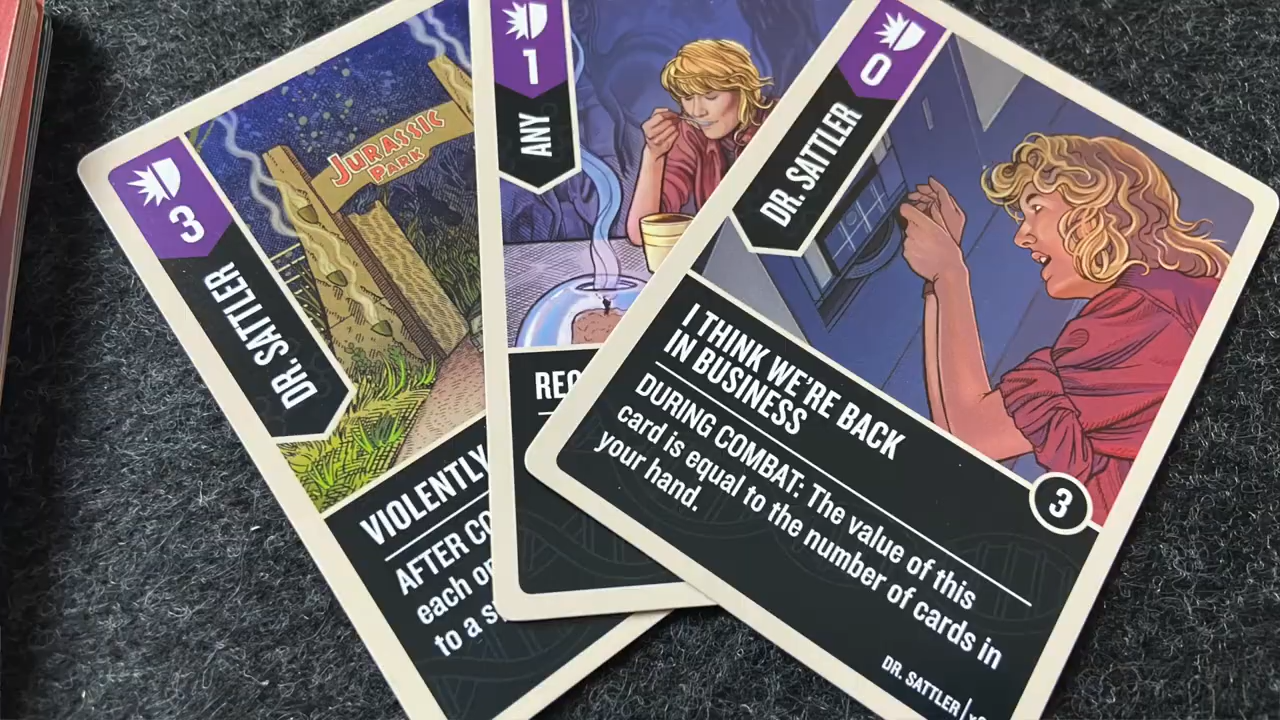 3
DR. SATTLER
JURASSIC
PARK
VIOLENTLY
AFTER
each
to a
1
ANY
0
DR. SATTLER
I THINK WE'RE BACK
IN BUSINESS
DURING COMBAT: The value of this
card is equal to the number of cards in
your hand.
3
DR. SATTLER